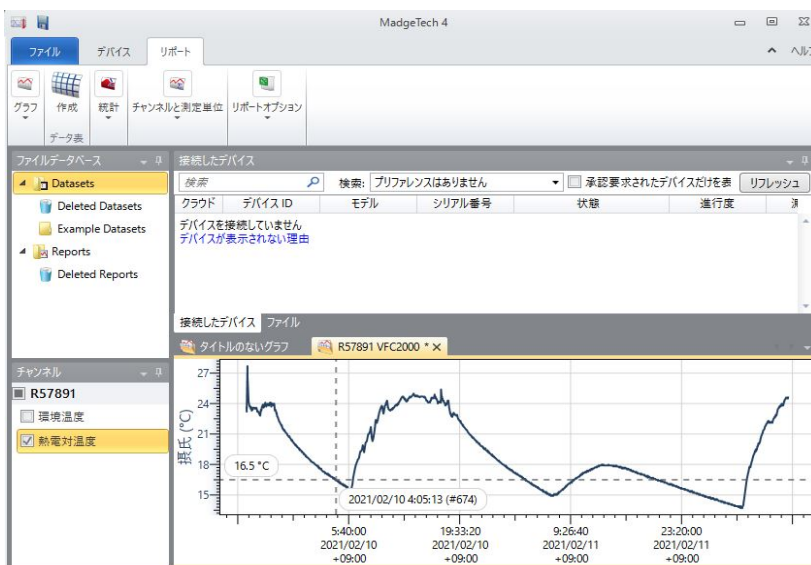 MadgeTech 4
ファイル
デバイス
リポート
グラフ
作成
統計
チャンネルと測定単位
リポートオプション
データ表
ファイルデータベース
Datasets
Deleted Datasets
Example Datasets
Reports
Deleted Reports
接続したデバイス
検索
検索: プリファレンスはありません
承認要求されたデバイスだけを表
リフレッシュ
クラウド デバイス ID モデル シリアル番号 状態 進行度
デバイスを接続していません
デバイスが表示されない理由
接続したデバイス ファイル
タイトルのないグラフ
R57891 VFC2000 *
チャンネル
R57891
環境温度
熱電対温度
摂氏 (°C)
27
24
21
18
15
16.5 °C
2021/02/10 4:05:13 (#674)
5:40:00 19:33:20 9:26:40 23:20:00
2021/02/10 2021/02/10 2021/02/11 2021/02/11
+09:00 +09:00 +09:00 +09:00